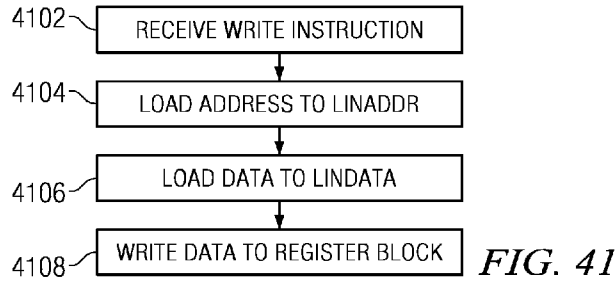 4102
RECEIVE WRITE INSTRUCTION
4104
LOAD ADDRESS TO LINADDR
4106
LOAD DATA TO LINDATA
4108
WRITE DATA TO REGISTER BLOCK
FIG. 41